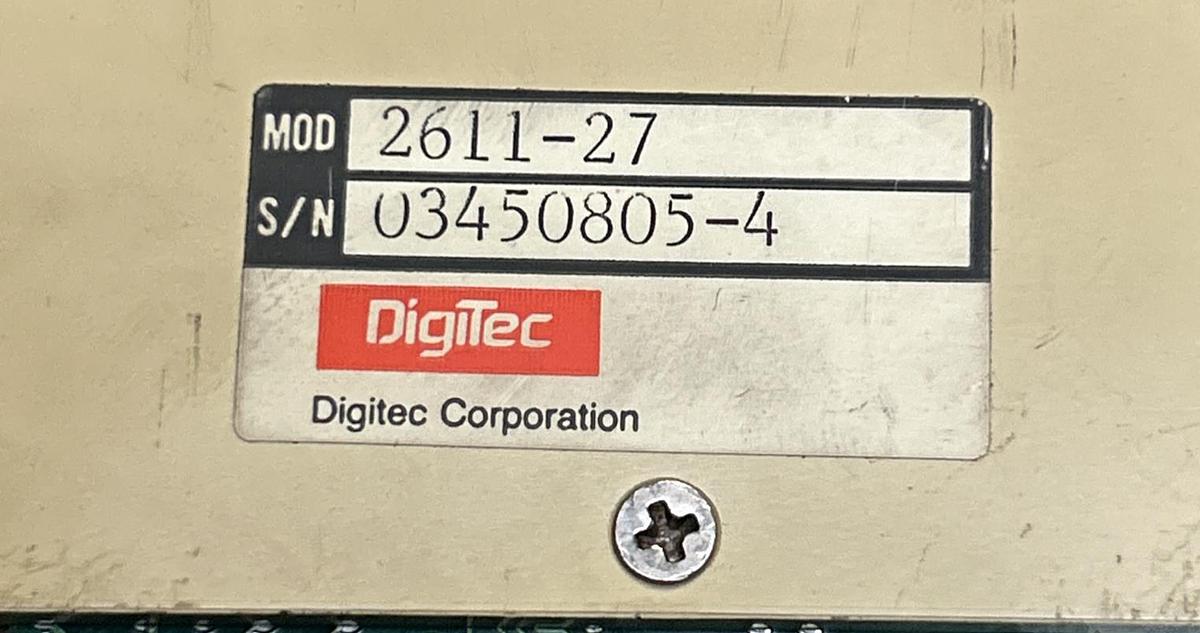 MOD 2611-27
S/N 03450805-4
DigiTec
Digitec Corporation